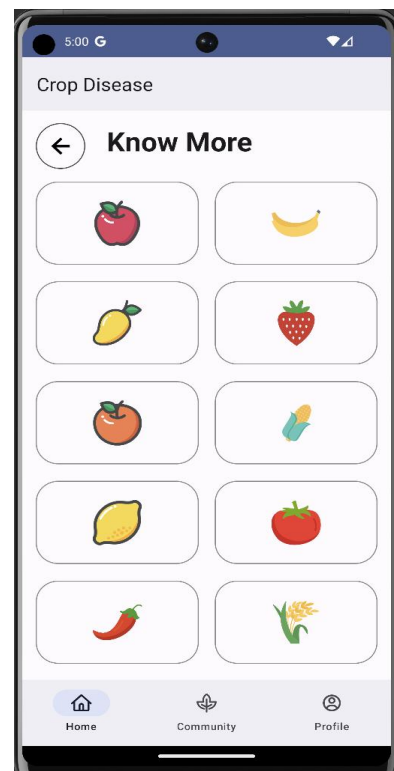 5:00 G
Crop Disease
Know More
Home
Community
Profile